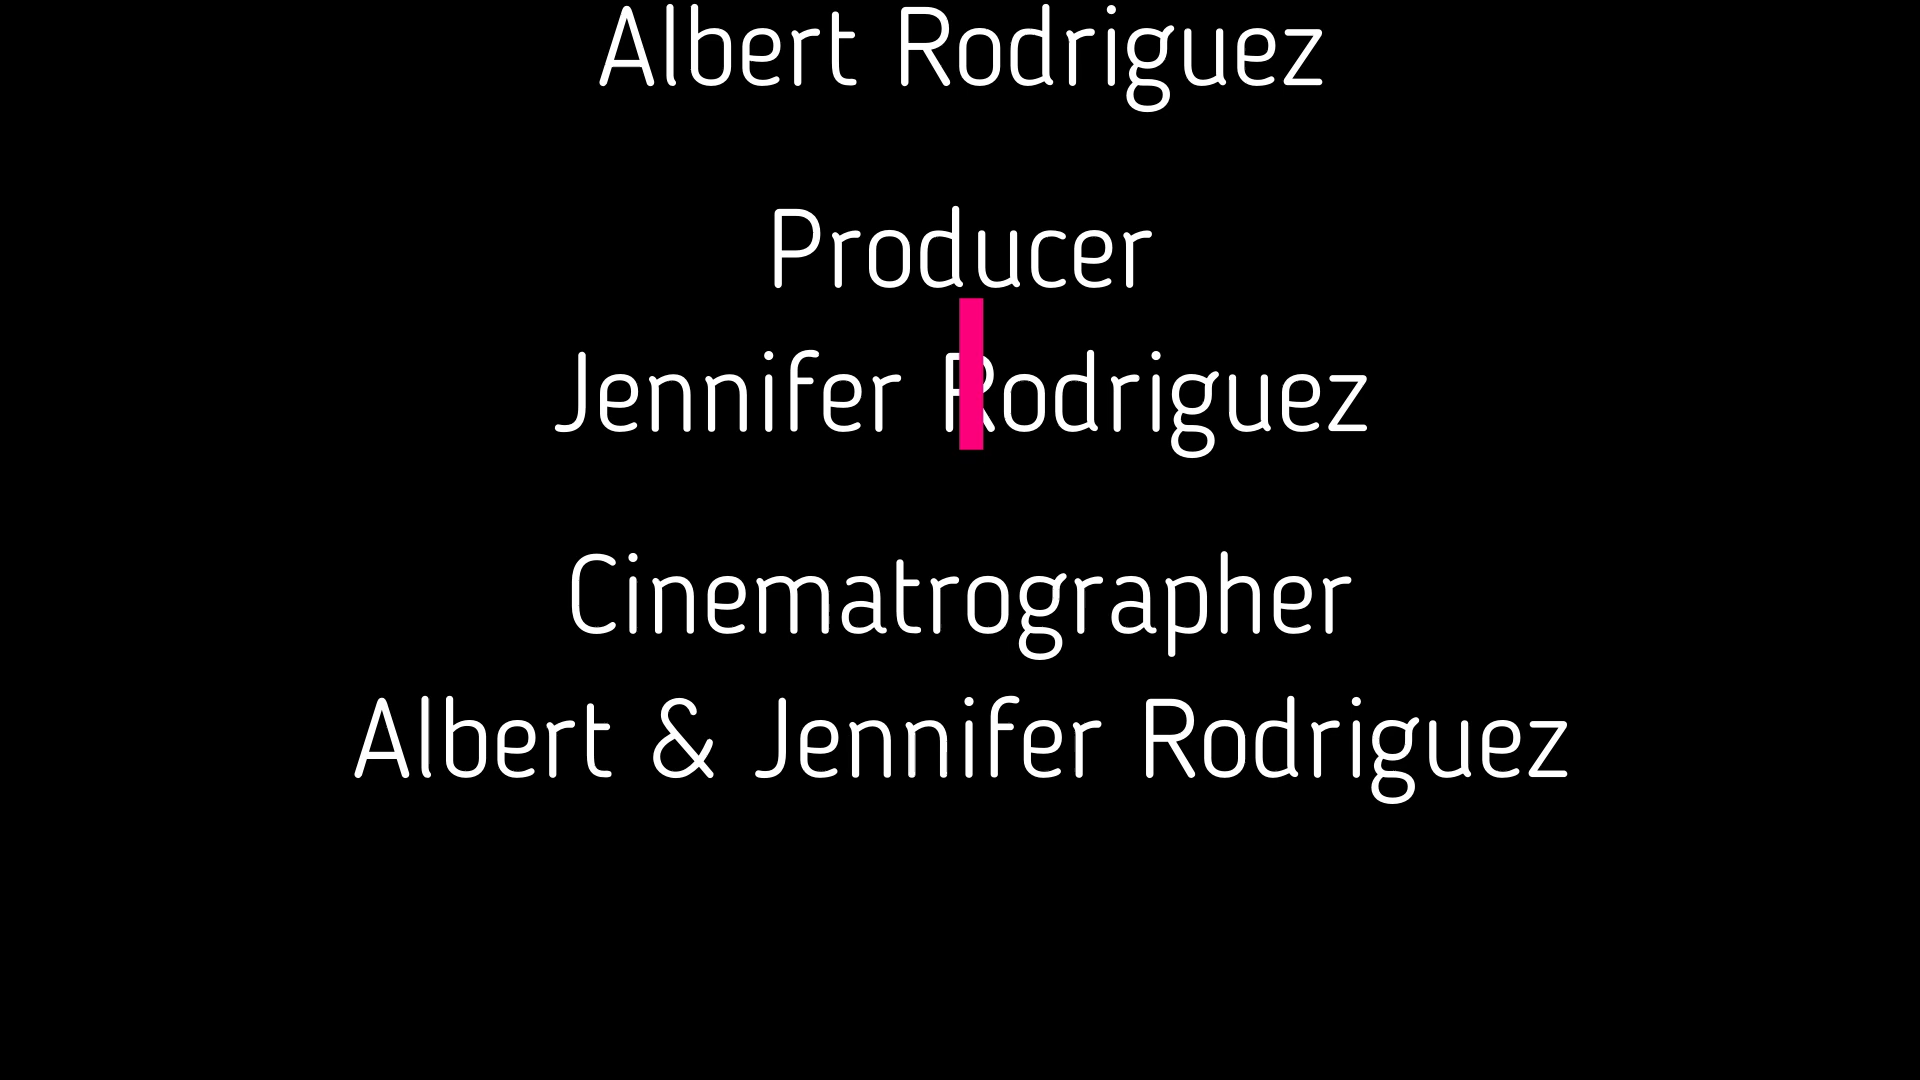 Albert Rodriguez
Producer
Jennifer Rodriguez
Cinematrographer
Albert & Jennifer Rodriguez